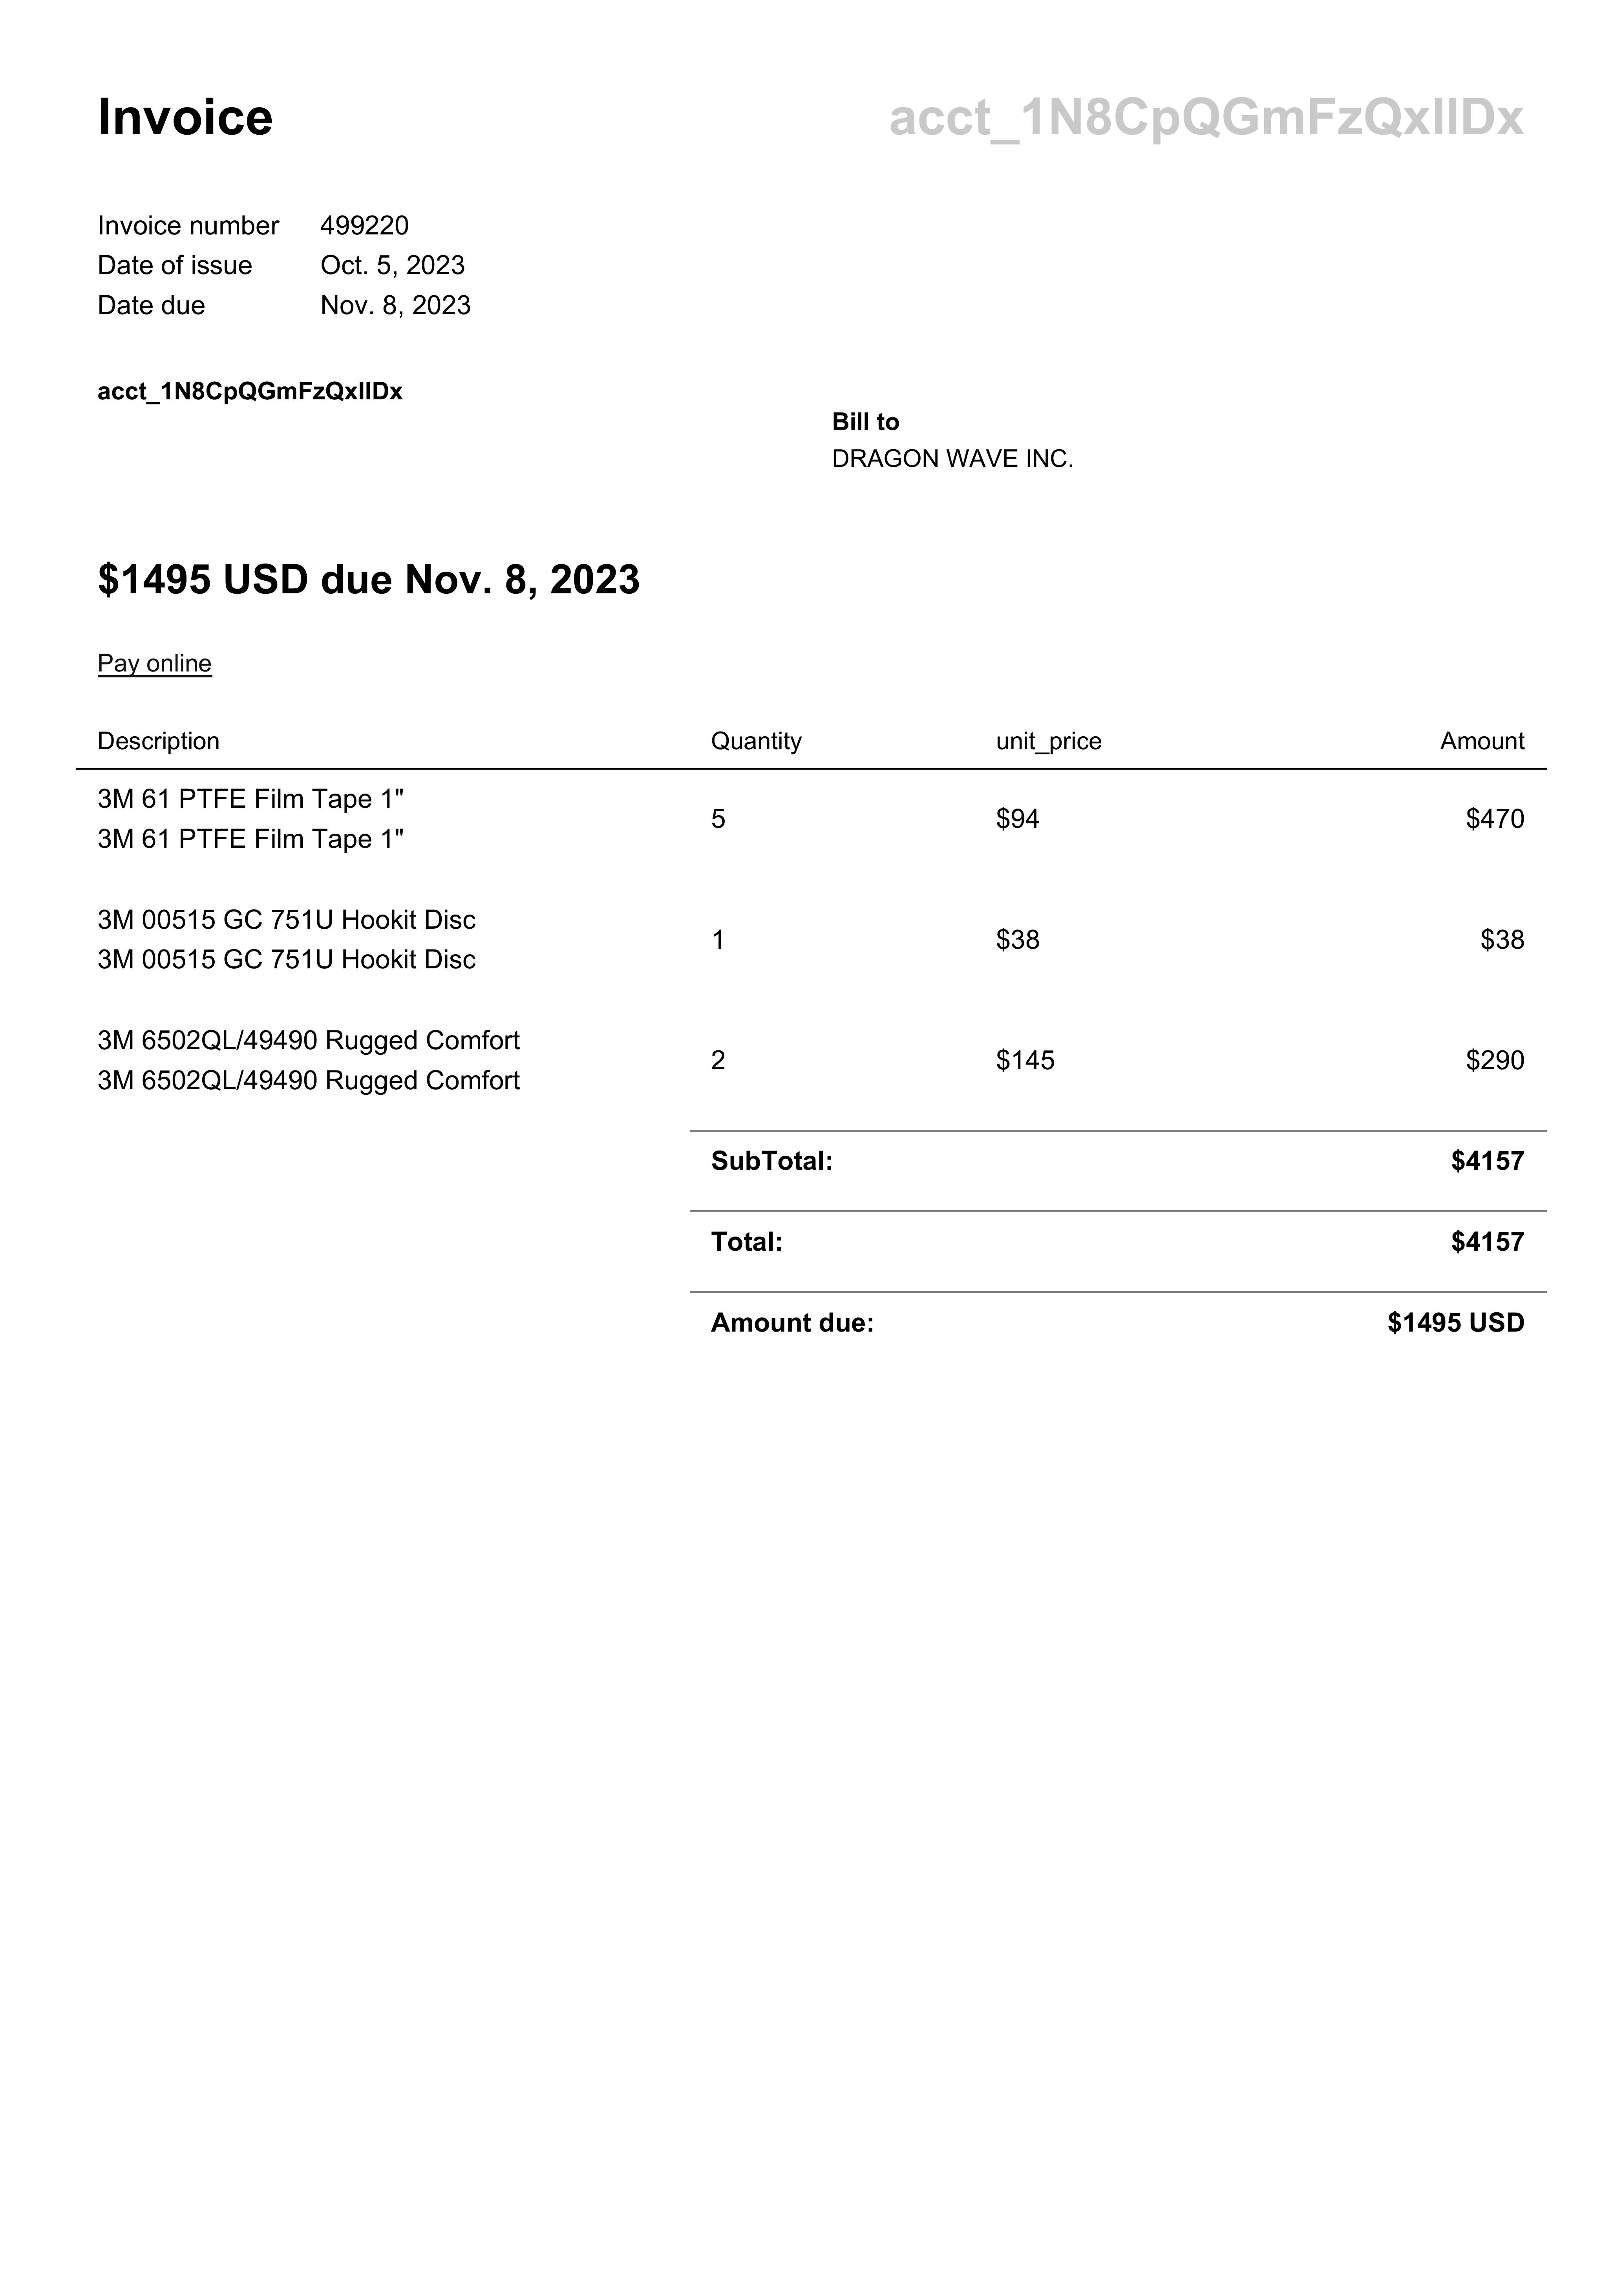 Invoice
acct_1N8CpQGmFzQxIIDx
Invoice number 499220
Date of issue Oct. 5, 2023
Date due Nov. 8, 2023
acct_1N8CpQGmFzQxIIDx
Bill to
DRAGON WAVE INC.
$1495 USD due Nov. 8, 2023
Pay online
Description Quantity unit_price Amount
3M 61 PTFE Film Tape 1"
3M 61 PTFE Film Tape 1"
5 $94 $470
3M 00515 GC 751U Hookit Disc
3M 00515 GC 751U Hookit Disc
1 $38 $38
3M 6502QL/49490 Rugged Comfort
3M 6502QL/49490 Rugged Comfort
2 $145 $290
SubTotal: $4157
Total: $4157
Amount due: $1495 USD